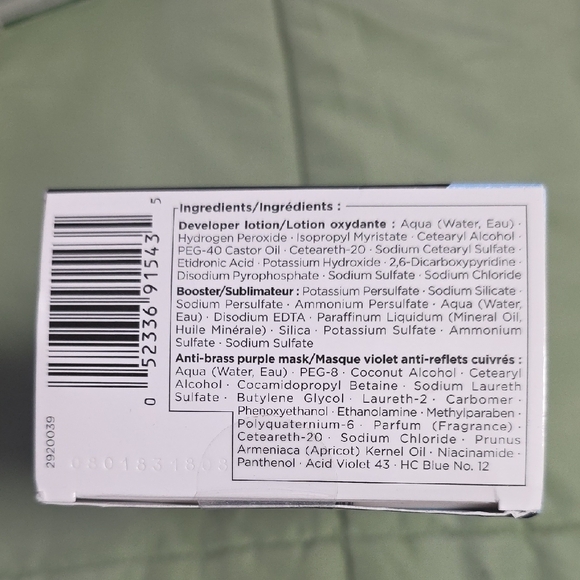 Ingredients/Ingrédients :
Developer lotion/Lotion oxydante : Aqua (Water, Eau) ·
Hydrogen Peroxide · Isopropyl Myristate · Cetearyl Alcohol ·
PEG-40 Castor Oil · Ceteareth-20 · Sodium Cetearyl Sulfate ·
Etidronic Acid · Potassium Hydroxide · 2,6-Dicarboxypyridine ·
Disodium Pyrophosphate · Sodium Sulfate · Sodium Chloride
Booster/Sublimateur : Potassium Persulfate · Sodium Silicate ·
Sodium Persulfate · Ammonium Persulfate · Aqua (Water,
Eau) · Disodium EDTA · Paraffinum Liquidum (Mineral Oil,
Huile Minérale) · Silica · Potassium Sulfate · Ammonium
Sulfate · Sodium Sulfate
Anti-brass purple mask/Masque violet anti-reflets cuivrés :
Aqua (Water, Eau) · PEG-8 · Coconut Alcohol · Cetearyl
Alcohol · Cocamidopropyl Betaine · Sodium Laureth
Sulfate · Butylene Glycol · Laureth-2 · Carbomer ·
Phenoxyethanol · Ethanolamine · Methylparaben ·
Polyquaternium-6 · Parfum (Fragrance) ·
Ceteareth-20 · Sodium Chloride · Prunus
Armeniaca (Apricot) Kernel Oil · Niacinamide ·
Panthenol · Acid Violet 43 · HC Blue No. 12
0 52336 91543 5
2920039